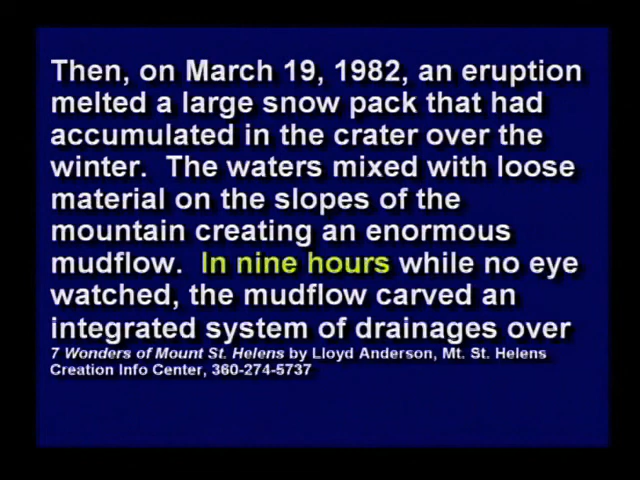 Then, on March 19, 1982, an eruption
melted a large snow pack that had
accumulated in the crater over the
winter.  The waters mixed with loose
material on the slopes of the
mountain creating an enormous
mudflow.  In nine hours while no eye
watched, the mudflow carved an
integrated system of drainages over
7 Wonders of Mount St. Helens by Lloyd Anderson, Mt. St. Helens
Creation Info Center, 360-274-5737